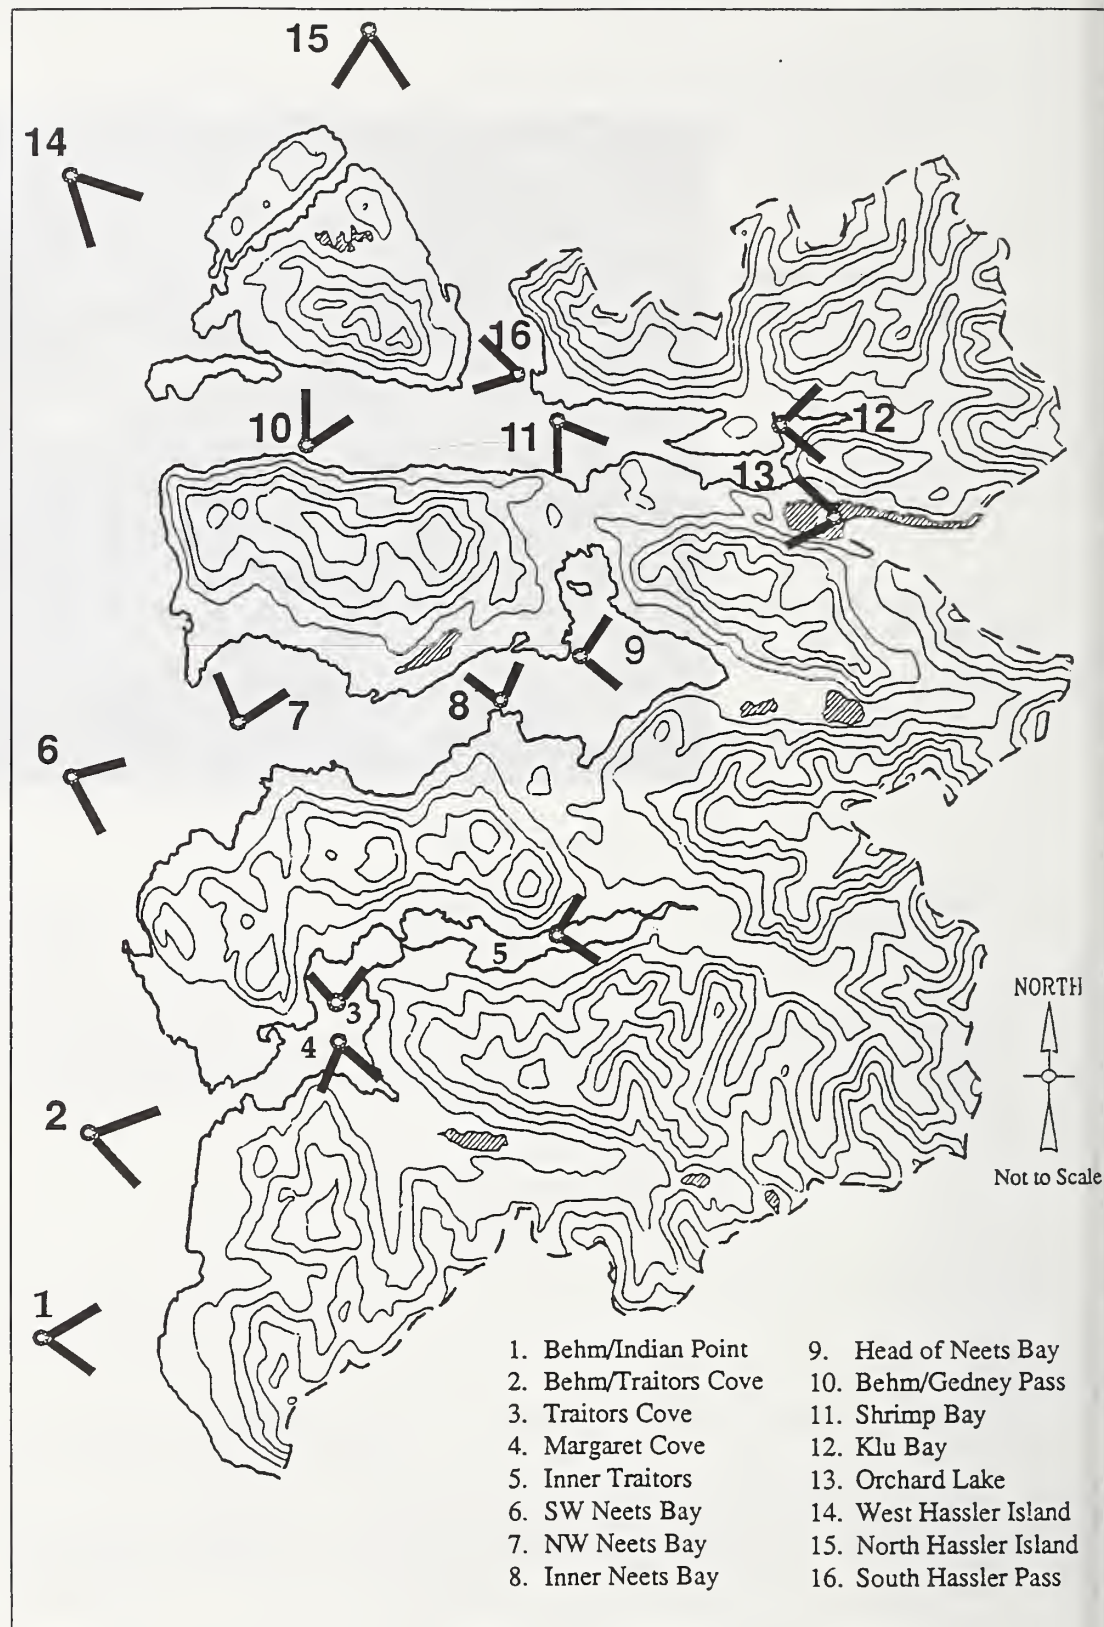 15
14
16
10
11
12
13
9
8
7
6
5
3
4
NORTH
2
Not to Scale
1
1. Behm/Indian Point
2. Behm/Traitors Cove
3. Traitors Cove
4. Margaret Cove
5. Inner Traitors
6. SW Neets Bay
7. NW Neets Bay
8. Inner Neets Bay
9. Head of Neets Bay
10. Behm/Gedney Pass
11. Shrimp Bay
12. Klu Bay
13. Orchard Lake
14. West Hassler Island
15. North Hassler Island
16. South Hassler Pass